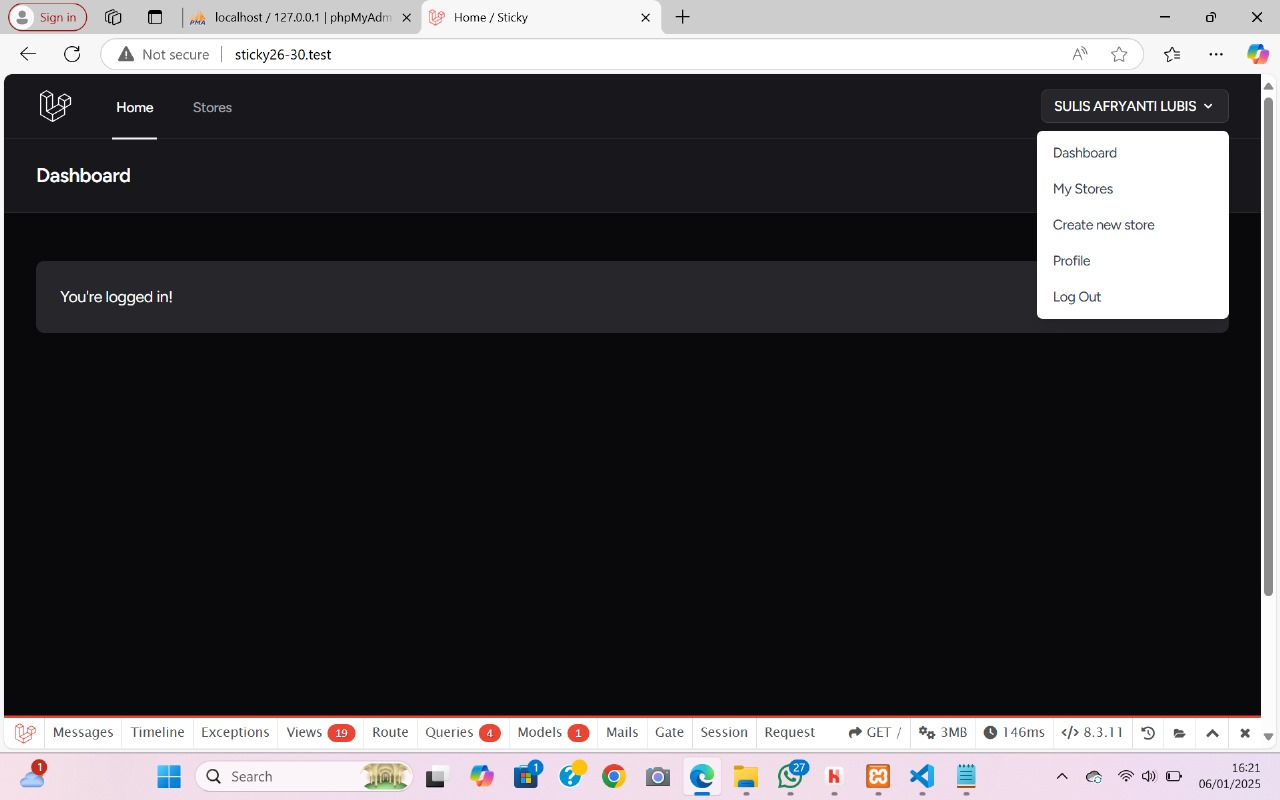 Sign in
localhost / 127.0.0.1 | phpMyAdm
Home / Sticky
Not secure
sticky26-30.test
Home
Stores
SULIS AFRYANTI LUBIS
Dashboard
Dashboard
My Stores
Create new store
Profile
Log Out
You're logged in!
Messages Timeline Exceptions Views 19 Route Queries 4 Models 1 Mails Gate Session Request GET / 3MB 146ms 8.3.11
1
Search
1
27
16:21
06/01/2025